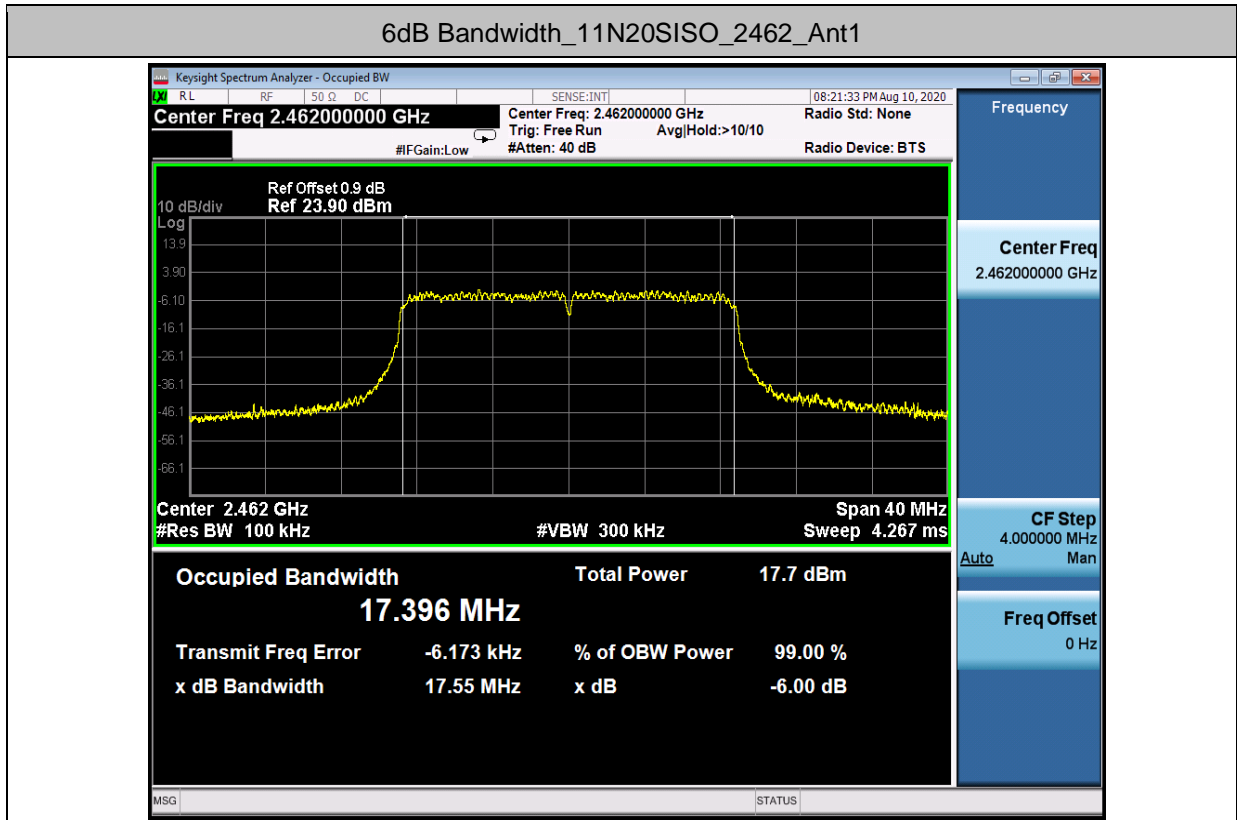 6dB Bandwidth_11N20SISO_2462_Ant1
Keysight Spectrum Analyzer - Occupied BW
LXI RL RF 50 Ω DC SENSE:INT 08:21:33 PM Aug 10, 2020
Center Freq 2.462000000 GHz
Center Freq: 2.462000000 GHz
Radio Std: None
Trig: Free Run Avg|Hold:>10/10
#IFGain:Low
#Atten: 40 dB
Radio Device: BTS
Ref Offset 0.9 dB
10 dB/div Ref 23.90 dBm
Log
13.9
3.90
-6.10
-16.1
-26.1
-36.1
-46.1
-56.1
-66.1
Center 2.462 GHz Span 40 MHz
#Res BW 100 kHz #VBW 300 kHz Sweep 4.267 ms
Occupied Bandwidth Total Power 17.7 dBm
17.396 MHz
Transmit Freq Error -6.173 kHz % of OBW Power 99.00 %
x dB Bandwidth 17.55 MHz x dB -6.00 dB
MSG STATUS
Frequency
Center Freq
2.462000000 GHz
CF Step
4.000000 MHz
Auto Man
Freq Offset
0 Hz